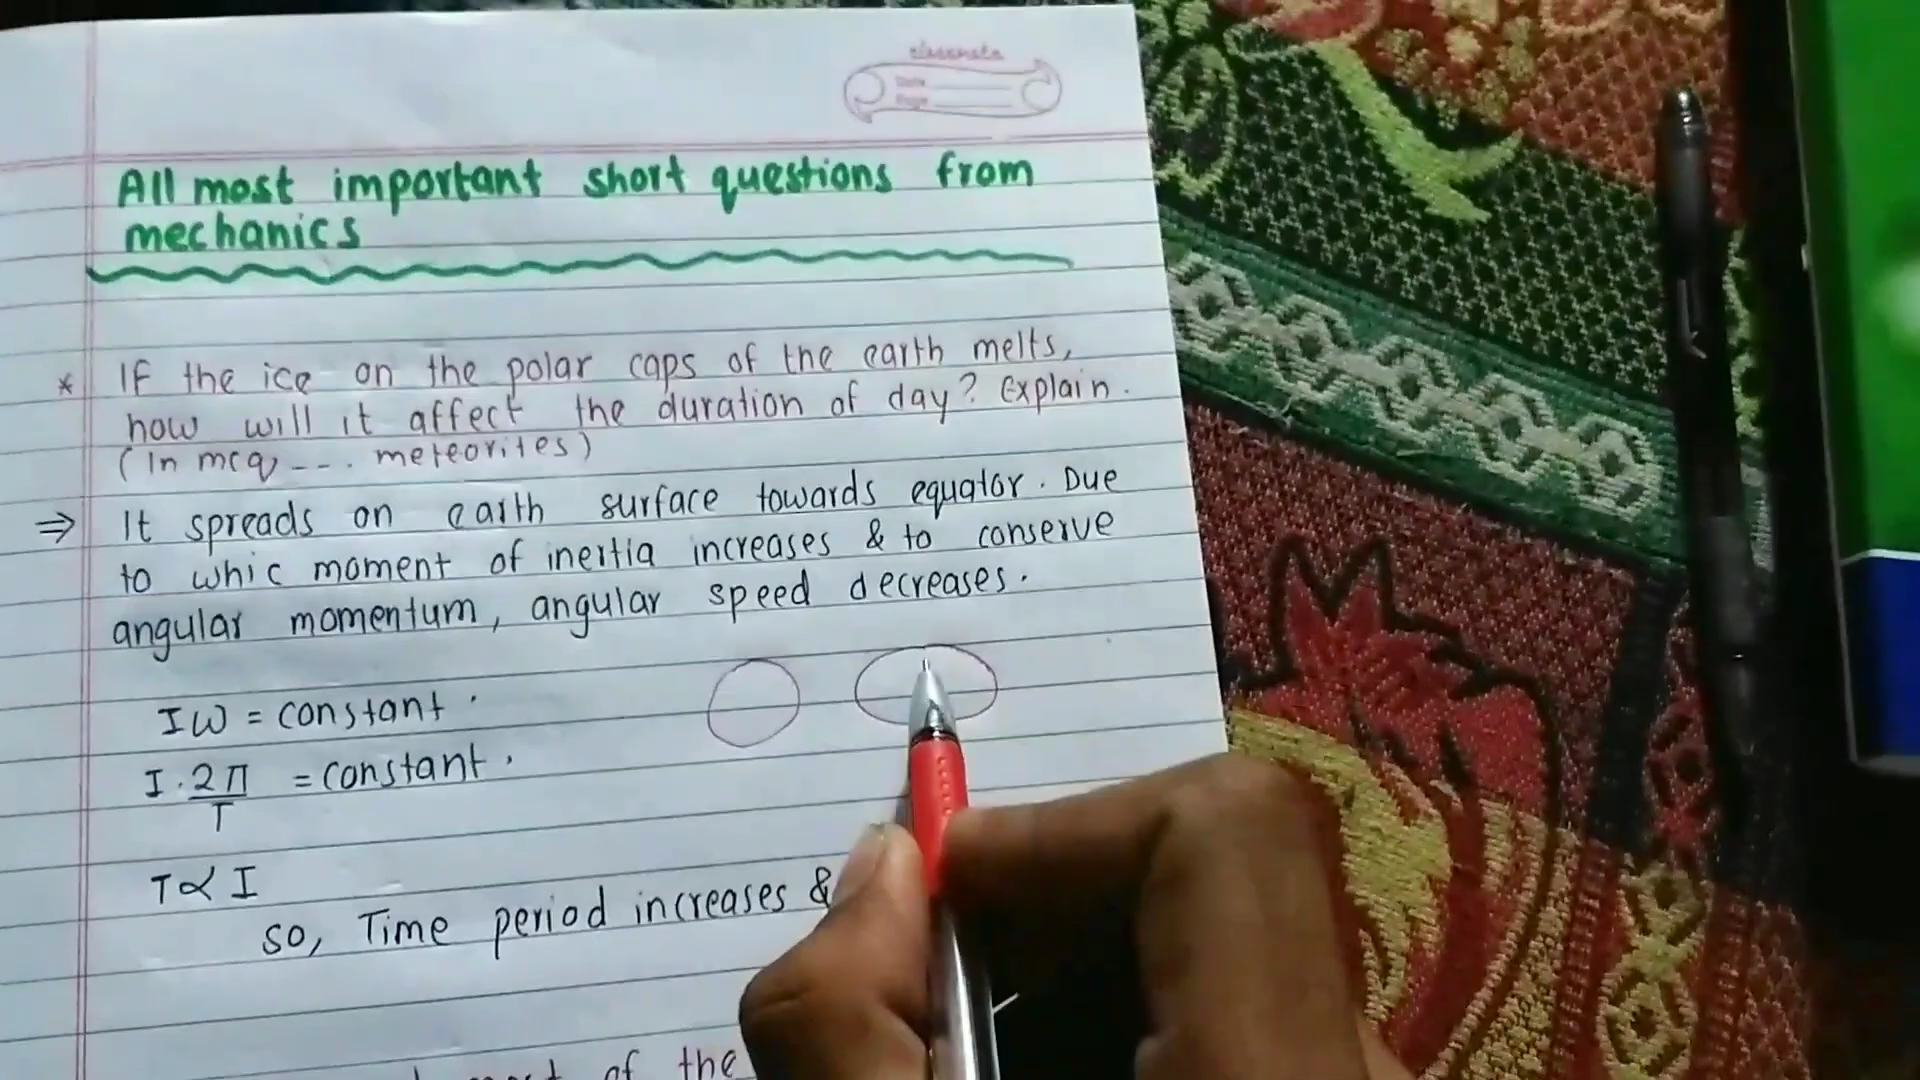 classmate
Date
Page
All most important short questions from
mechanics
* If the ice on the polar caps of the earth melts,
how will it affect the duration of day? Explain.
(In mcq --- . meteorites)
⇒ It spreads on earth surface towards equator. Due
to whic moment of inertia increases & to conserve
angular momentum, angular speed decreases.
Iω = constant.
I . 2π/T = constant.
T∝ I
so, Time period increases &
of the